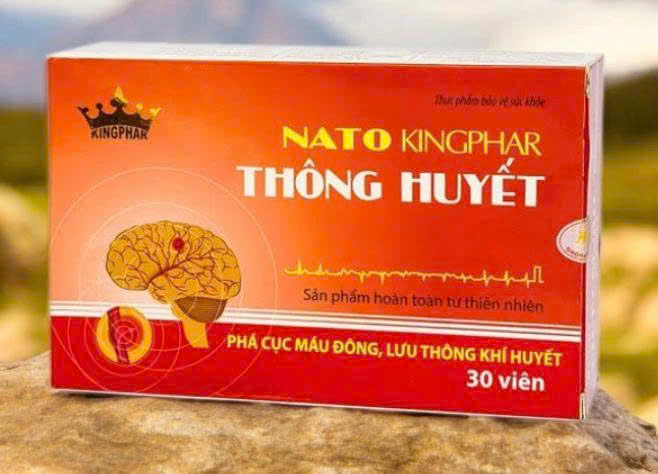 KINGPHAR
Thực phẩm bảo vệ sức khỏe
NATO KINGPHAR
THÔNG HUYẾT
Sản phẩm hoàn toàn từ thiên nhiên
PHÁ CỤC MÁU ĐÔNG, LƯU THÔNG KHÍ HUYẾT
30 viên